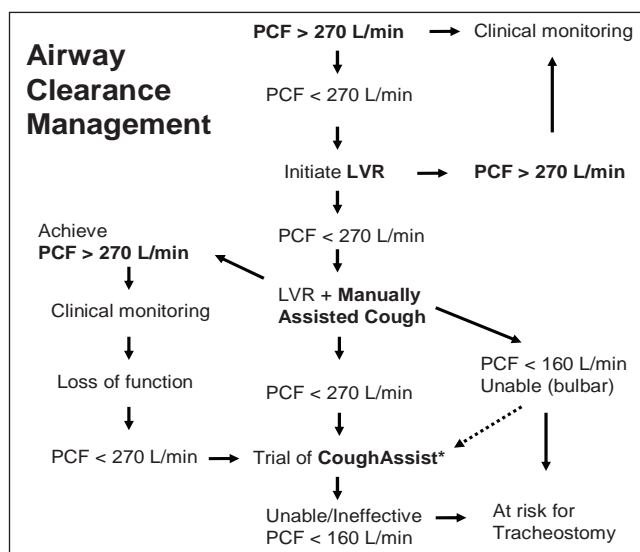 Airway
Clearance
Management
PCF > 270 L/min
Clinical monitoring
PCF < 270 L/min
Initiate LVR
PCF > 270 L/min
PCF < 270 L/min
Achieve
PCF > 270 L/min
LVR + Manually
Assisted Cough
Clinical monitoring
PCF < 160 L/min
Unable (bulbar)
Loss of function
PCF < 270 L/min
PCF < 270 L/min
Trial of CoughAssist*
Unable/Ineffective
PCF < 160 L/min
At risk for
Tracheostomy